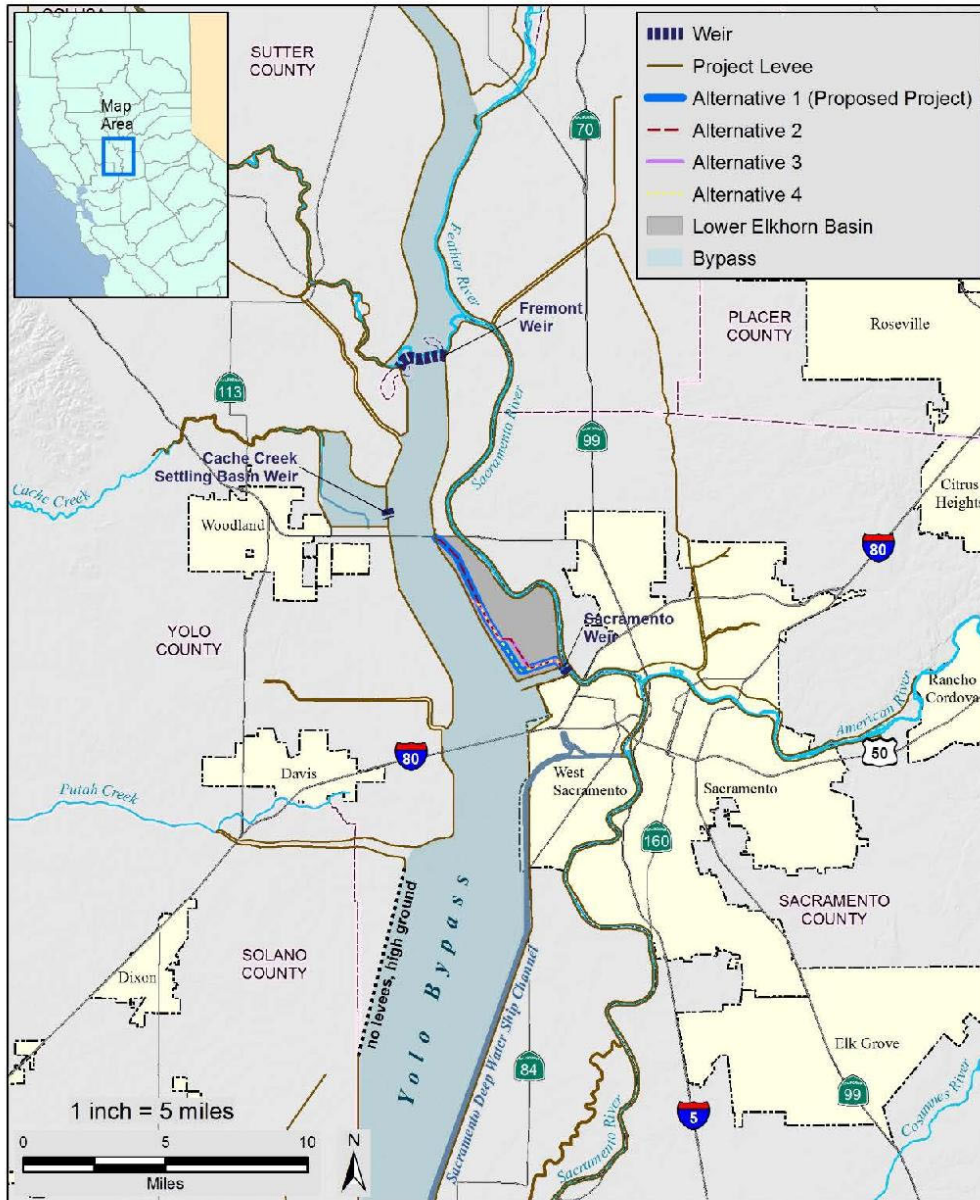 COLUSA
Map
Area
SUTTER
COUNTY
Weir
Project Levee
Alternative 1 (Proposed Project)
Alternative 2
Alternative 3
Alternative 4
Lower Elkhorn Basin
Bypass
70
Feather River
Fremont
Weir
PLACER
COUNTY
Roseville
113
99
Sacramento River
Cache Creek
Settling Basin Weir
Cache Creek
Woodland
Citrus
Heights
80
YOLO
COUNTY
Sacramento
Weir
Rancho
Cordova
American River
50
80
Davis
Putah Creek
West
Sacramento
Sacramento
160
SACRAMENTO
COUNTY
SOLANO
COUNTY
no levees, high ground
Yolo Bypass
Dixon
Sacramento Deep Water Ship Channel
Elk Grove
84
99
5
Sacramento River
Cosumnes River
1 inch = 5 miles
0 5 10
Miles
N